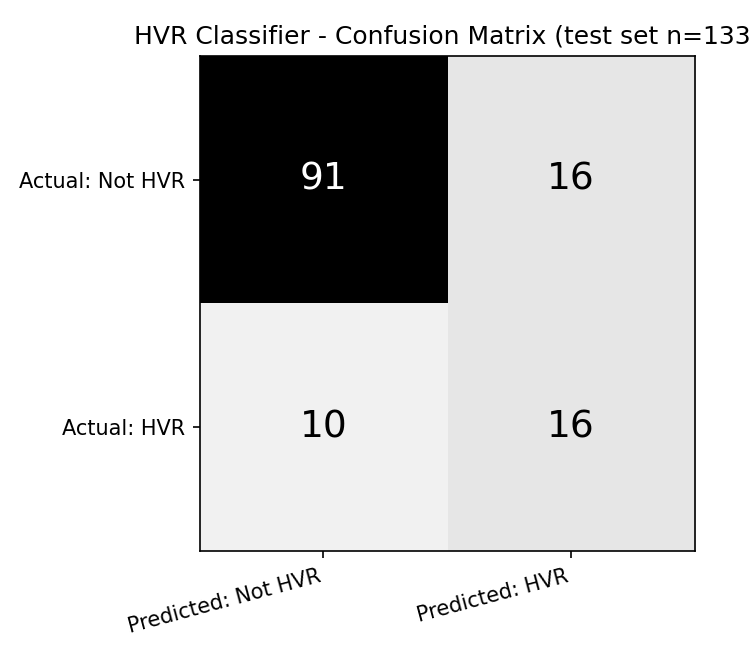 HVR Classifier - Confusion Matrix (test set n=133
Actual: Not HVR
91
16
Actual: HVR
10
16
Predicted: Not HVR
Predicted: HVR